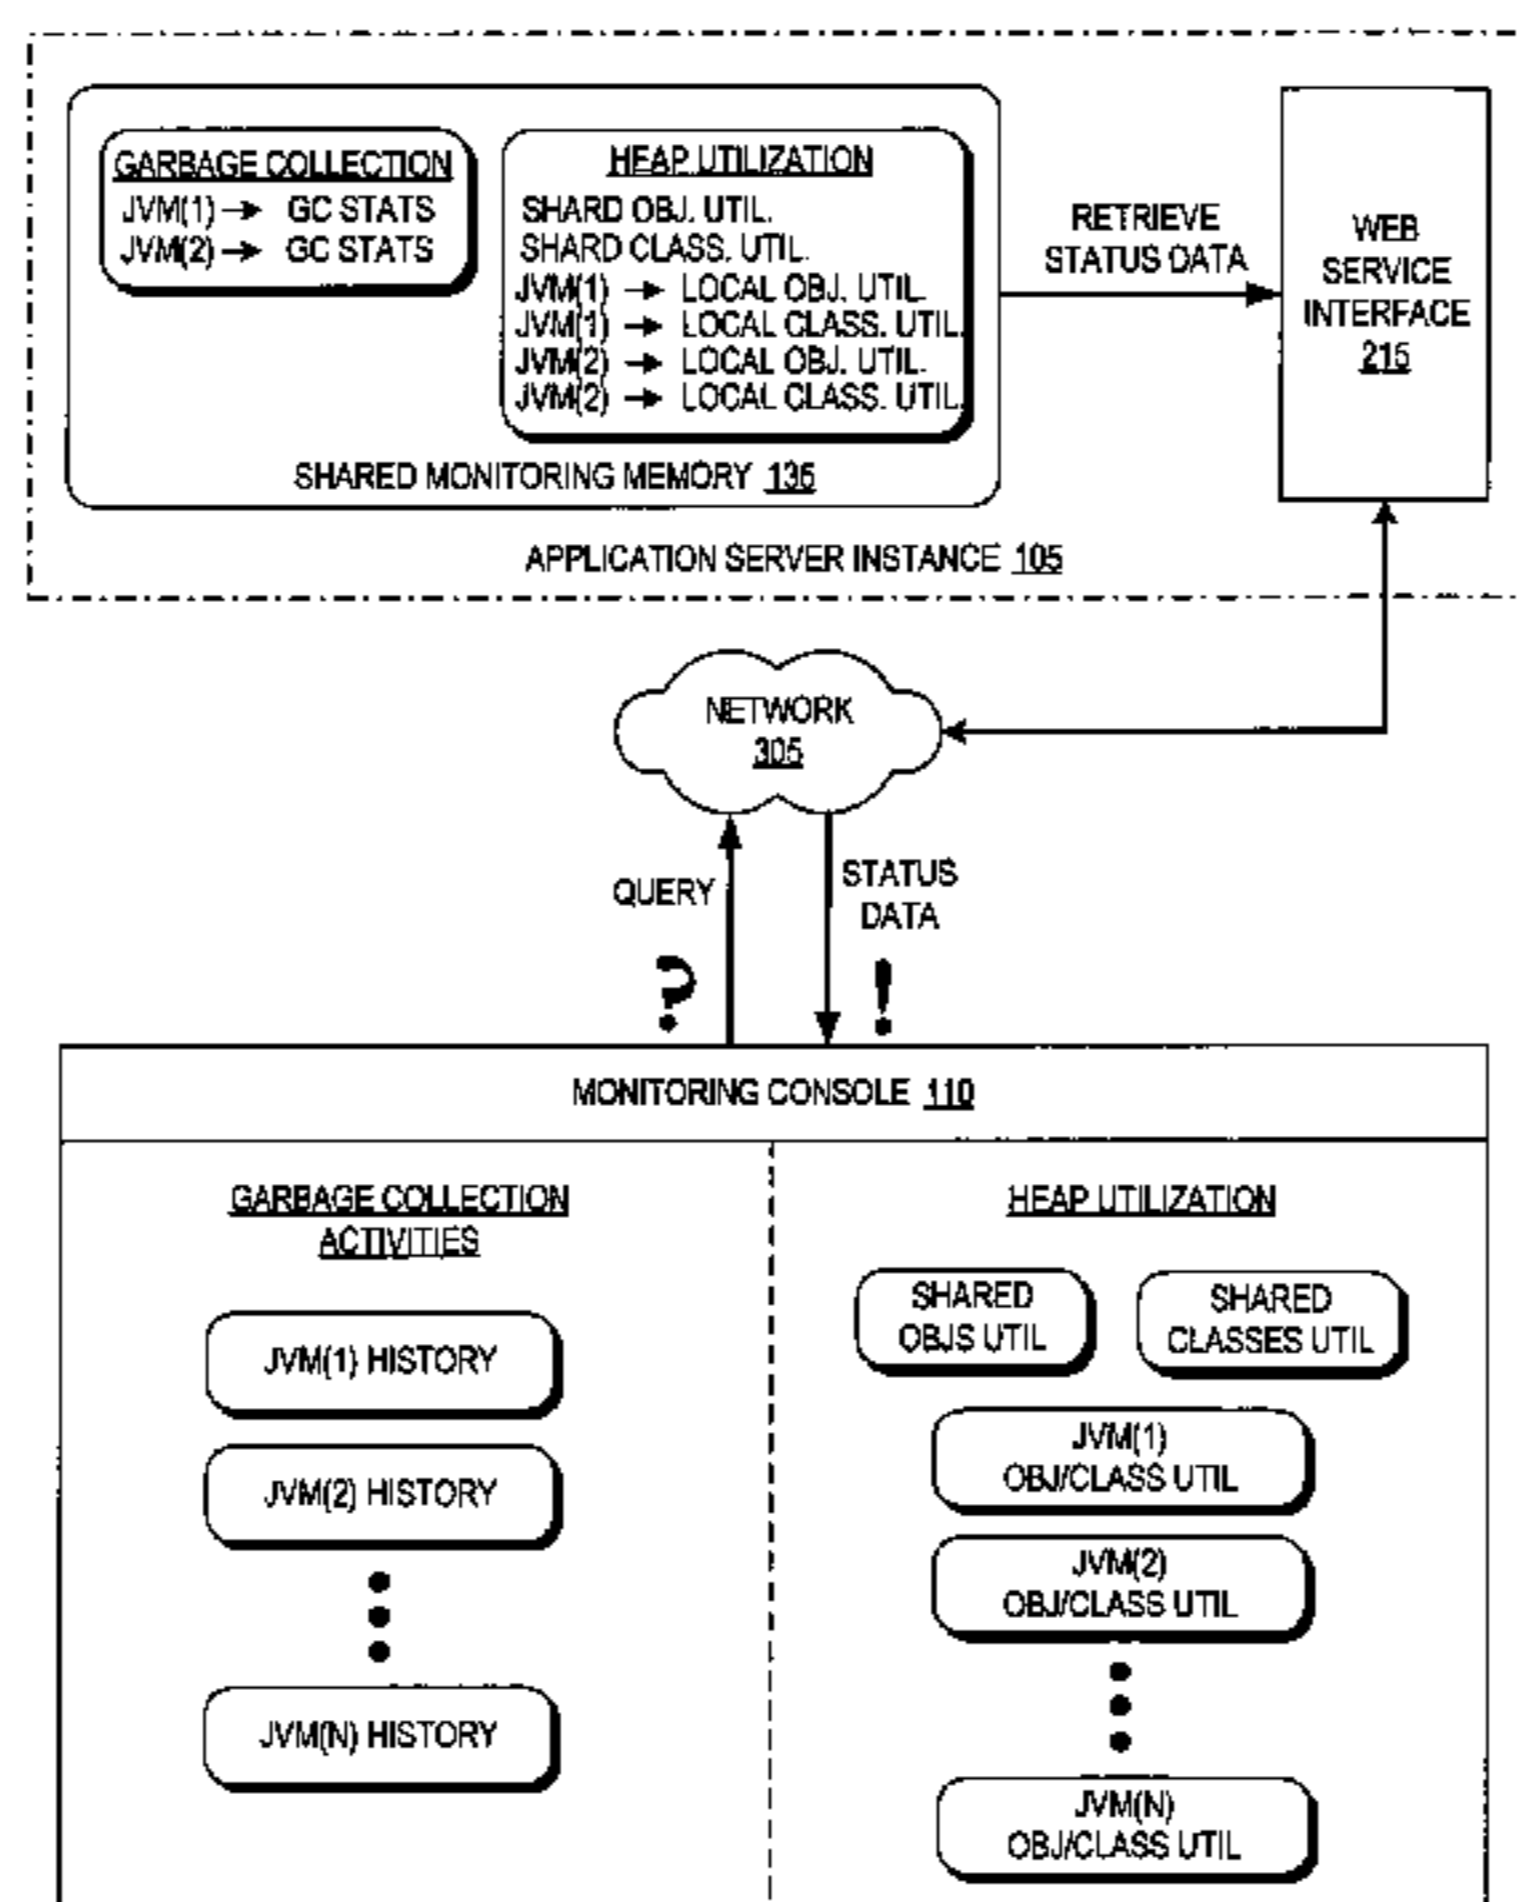 GARBAGE COLLECTION
JVM(1) → GC STATS
JVM(2) → GC STATS
HEAP UTILIZATION
SHARD OBJ. UTIL.
SHARD CLASS. UTIL.
JVM(1) → LOCAL OBJ. UTIL.
JVM(1) → LOCAL CLASS. UTIL.
JVM(2) → LOCAL OBJ. UTIL.
JVM(2) → LOCAL CLASS. UTIL.
SHARED MONITORING MEMORY 135
RETRIEVE
STATUS DATA
WEB
SERVICE
INTERFACE
215
APPLICATION SERVER INSTANCE 105
NETWORK
305
QUERY
?
STATUS
DATA
!
MONITORING CONSOLE 110
GARBAGE COLLECTION
ACTIVITIES
JVM(1) HISTORY
JVM(2) HISTORY
JVM(N) HISTORY
HEAP UTILIZATION
SHARED
OBJS UTIL
SHARED
CLASSES UTIL
JVM(1)
OBJ/CLASS UTIL
JVM(2)
OBJ/CLASS UTIL
JVM(N)
OBJ/CLASS UTIL